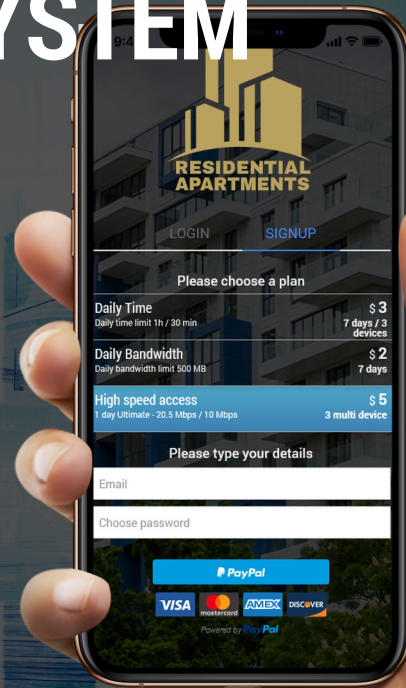 YSTEM
9:4
RESIDENTIAL
APARTMENTS
LOGIN SIGNUP
Please choose a plan
Daily Time $ 3
Daily time limit 1h / 30 min 7 days / 3
devices
Daily Bandwidth $ 2
Daily bandwidth limit 500 MB 7 days
High speed access $ 5
1 day Ultimate - 20.5 Mbps / 10 Mbps 3 multi device
Please type your details
Email
Choose password
PayPal
VISA mastercard AMEX DISCOVER
Powered by PayPal